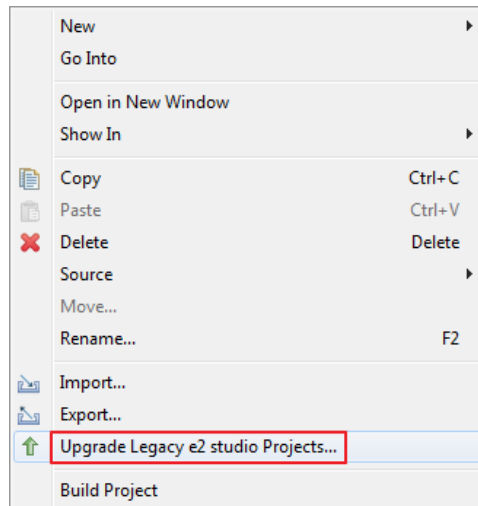 New
Go Into
Open in New Window
Show In
Copy Ctrl+C
Paste Ctrl+V
Delete Delete
Source
Move...
Rename... F2
Import...
Export...
Upgrade Legacy e2 studio Projects...
Build Project